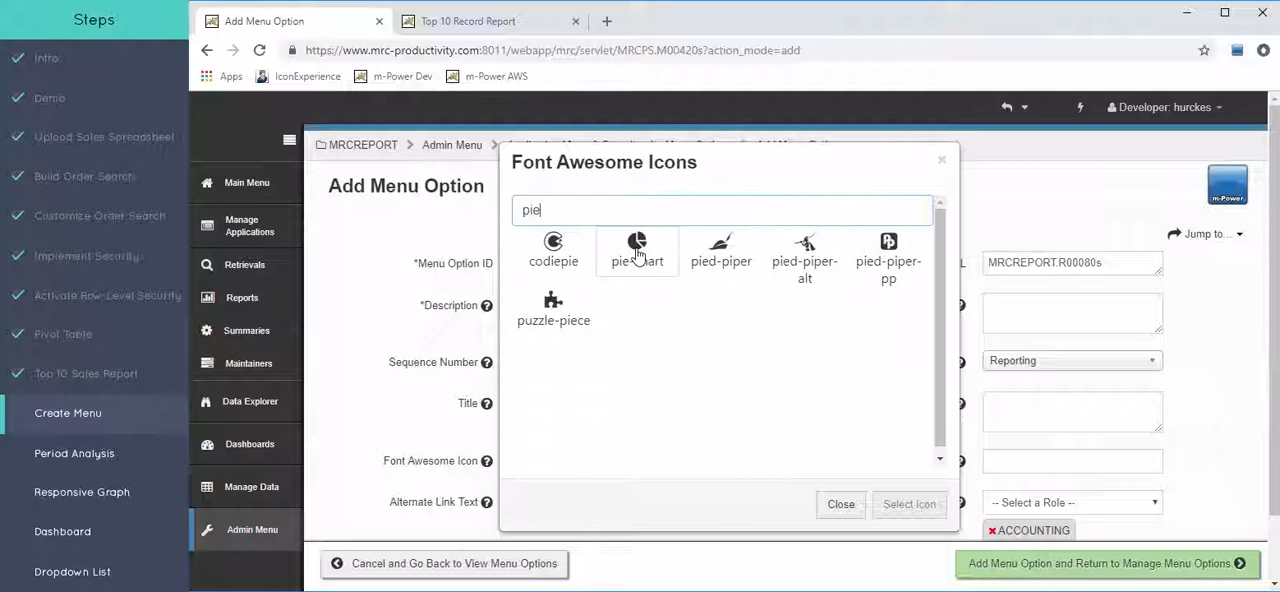 Steps
Intro
Demo
Upload Sales Spreadsheet
Build Order Search
Customize Order Search
Implement Security
Activate Row-Level Security
Pivot Table
Top 10 Sales Report
Create Menu
Period Analysis
Responsive Graph
Dashboard
Dropdown List
Add Menu Option
Top 10 Record Report
https://www.mrc-productivity.com:8011/webapp/mrc/servlet/MRCPS.M00420s?action_mode=add
Apps
IconExperience
m-Power Dev
m-Power AWS
Developer: hurckes
Main Menu
Manage Applications
Retrievals
Reports
Summaries
Maintainers
Data Explorer
Dashboards
Manage Data
Admin Menu
MRCREPORT
Admin Menu
Add Menu Option
m-Power
Jump to...
*Menu Option ID
*Description
Sequence Number
Title
Font Awesome Icon
Alternate Link Text
MRCREPORT.R00080s
Reporting
-- Select a Role --
ACCOUNTING
Font Awesome Icons
pie
codiepie
pie-chart
pied-piper
pied-piper-alt
pied-piper-pp
puzzle-piece
Close
Select Icon
Cancel and Go Back to View Menu Options
Add Menu Option and Return to Manage Menu Options